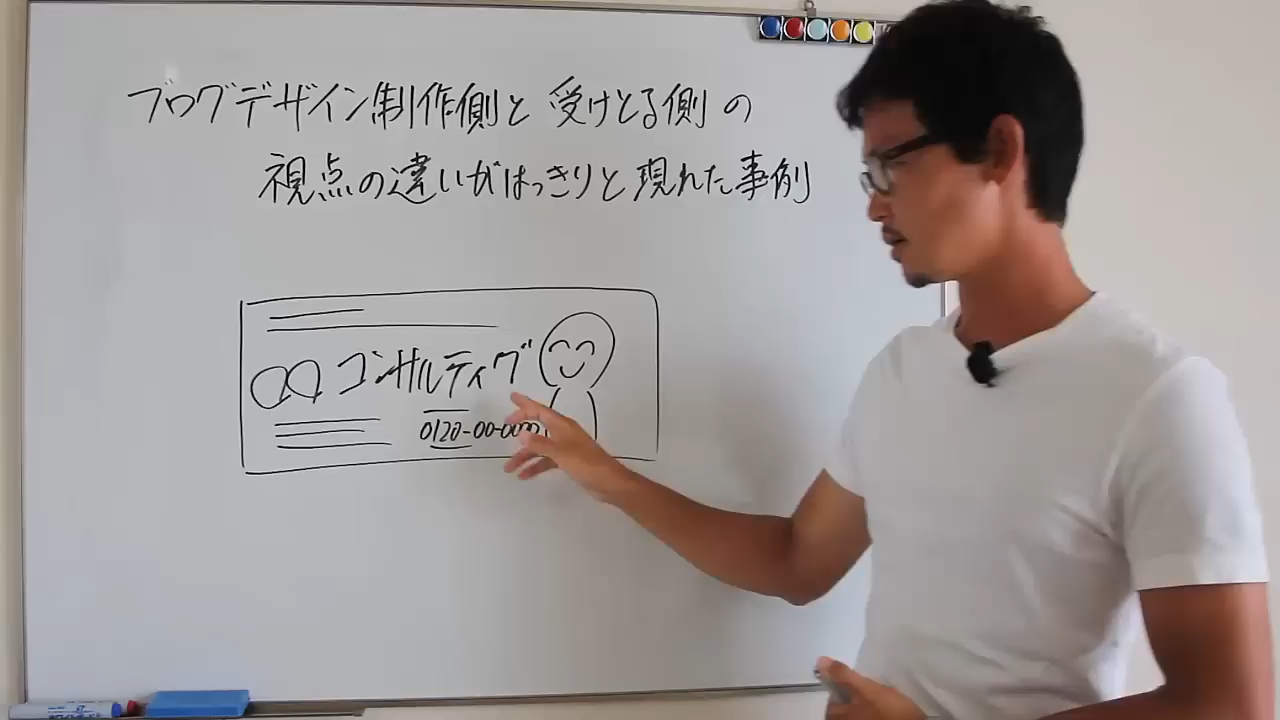 ブログデザイン制作側と受けとる側の
視点の違いがはっきりと現れた事例
〇〇コンサルティング
0120-00-0000